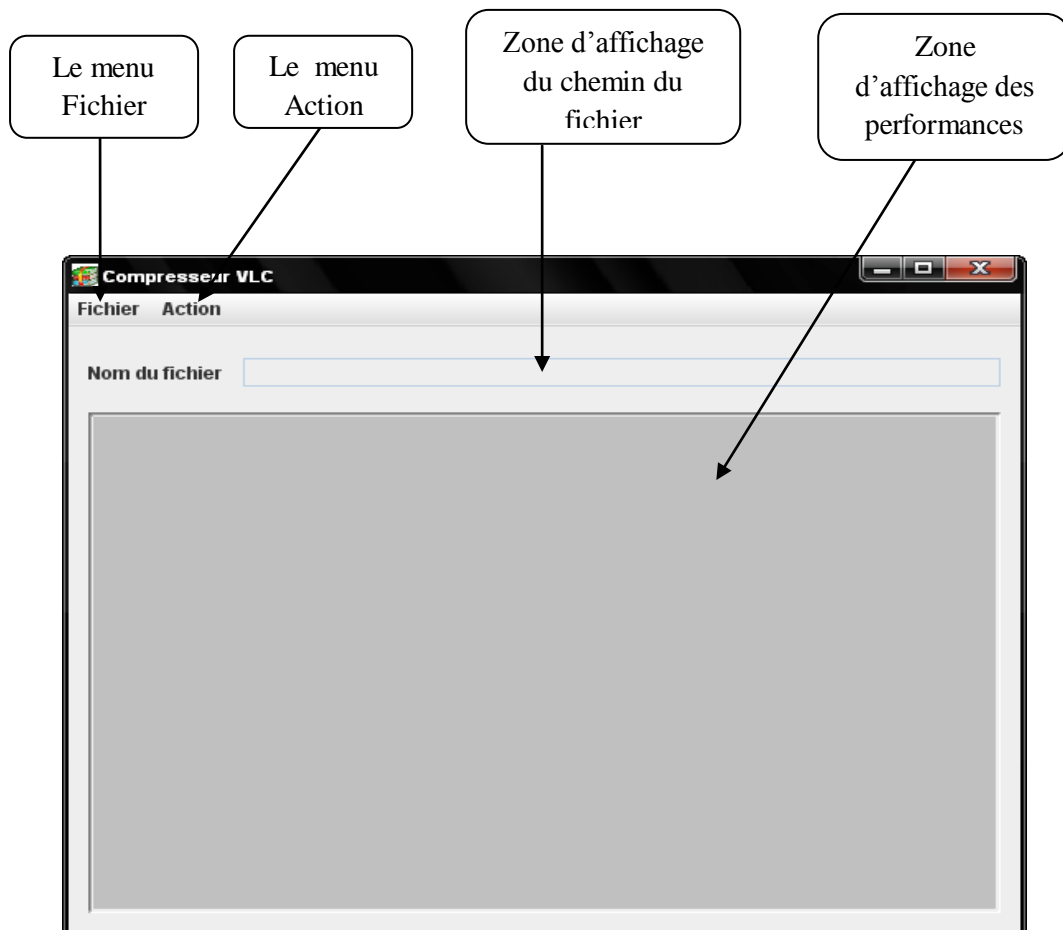 Le menu
Fichier
Le menu
Action
Zone d'affichage
du chemin du
fichier
Zone
d'affichage des
performances
Compresseur VLC
Fichier Action
Nom du fichier